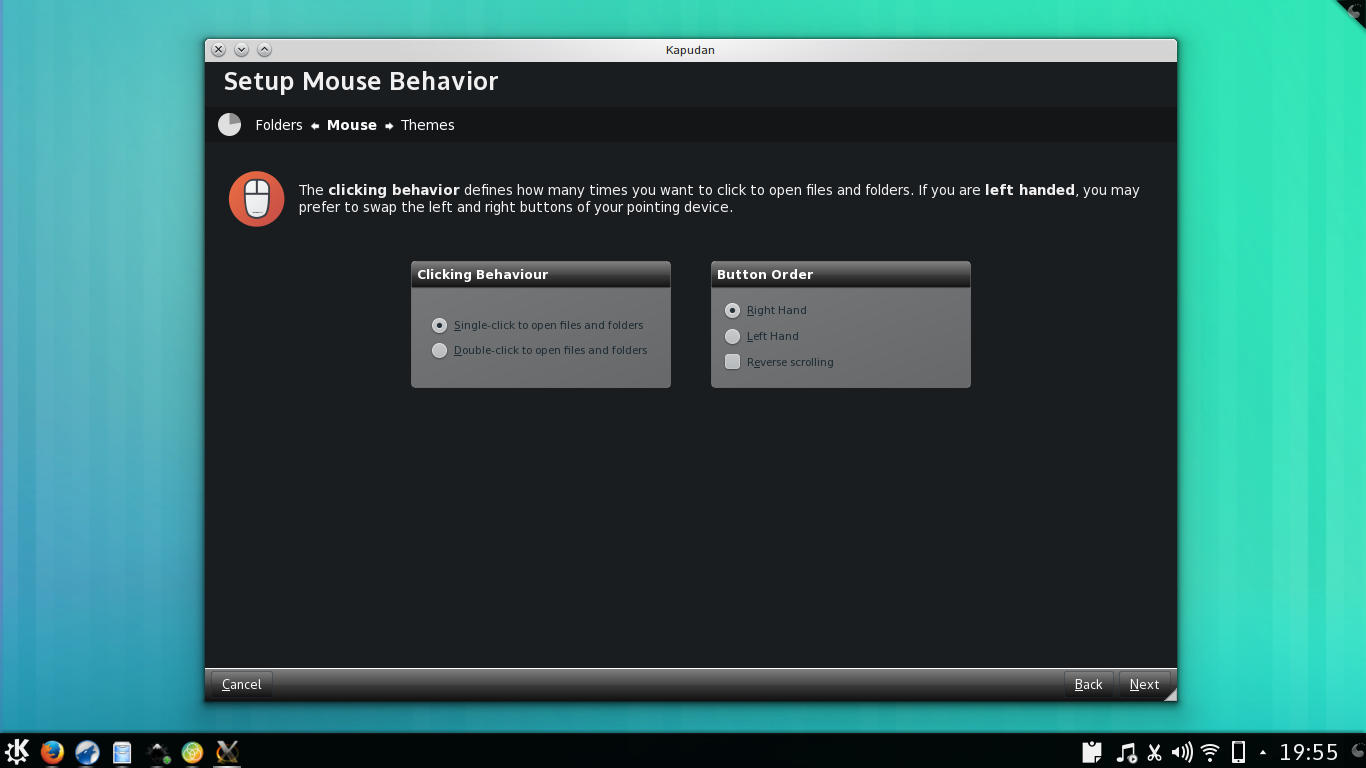 Kapudan
Setup Mouse Behavior
Folders Mouse Themes
The clicking behavior defines how many times you want to click to open files and folders. If you are left handed, you may
prefer to swap the left and right buttons of your pointing device.
Clicking Behaviour
Single-click to open files and folders
Double-click to open files and folders
Button Order
Right Hand
Left Hand
Reverse scrolling
Cancel
Back
Next
19:55